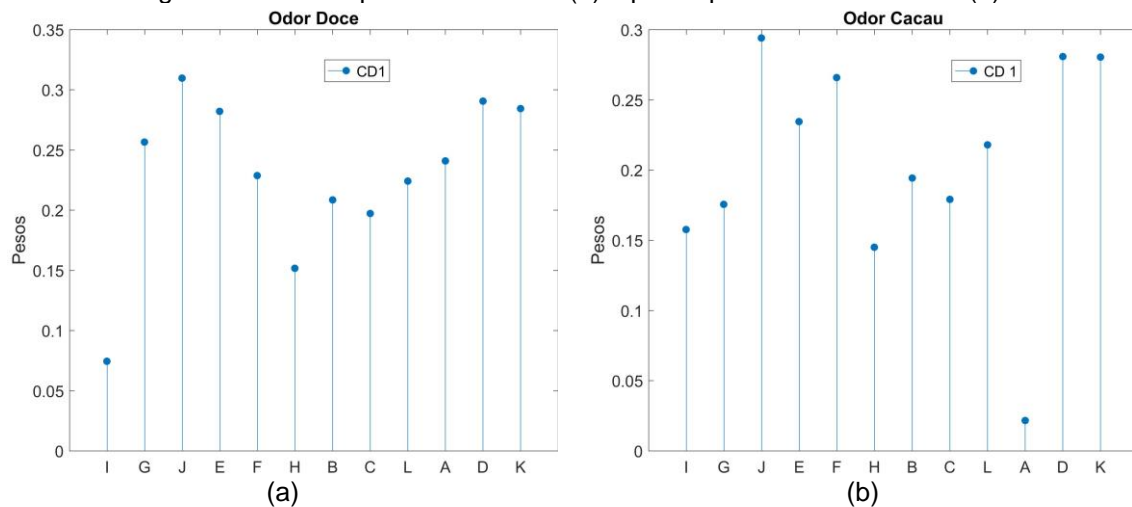 Odor Doce
0.35
0.3
0.25
0.2
0.15
0.1
0.05
0
Pesos
CD1
I G J E F H B C L A D K
(a)
Odor Cacau
0.3
0.25
0.2
0.15
0.1
0.05
0
Pesos
CD 1
I G J E F H B C L A D K
(b)